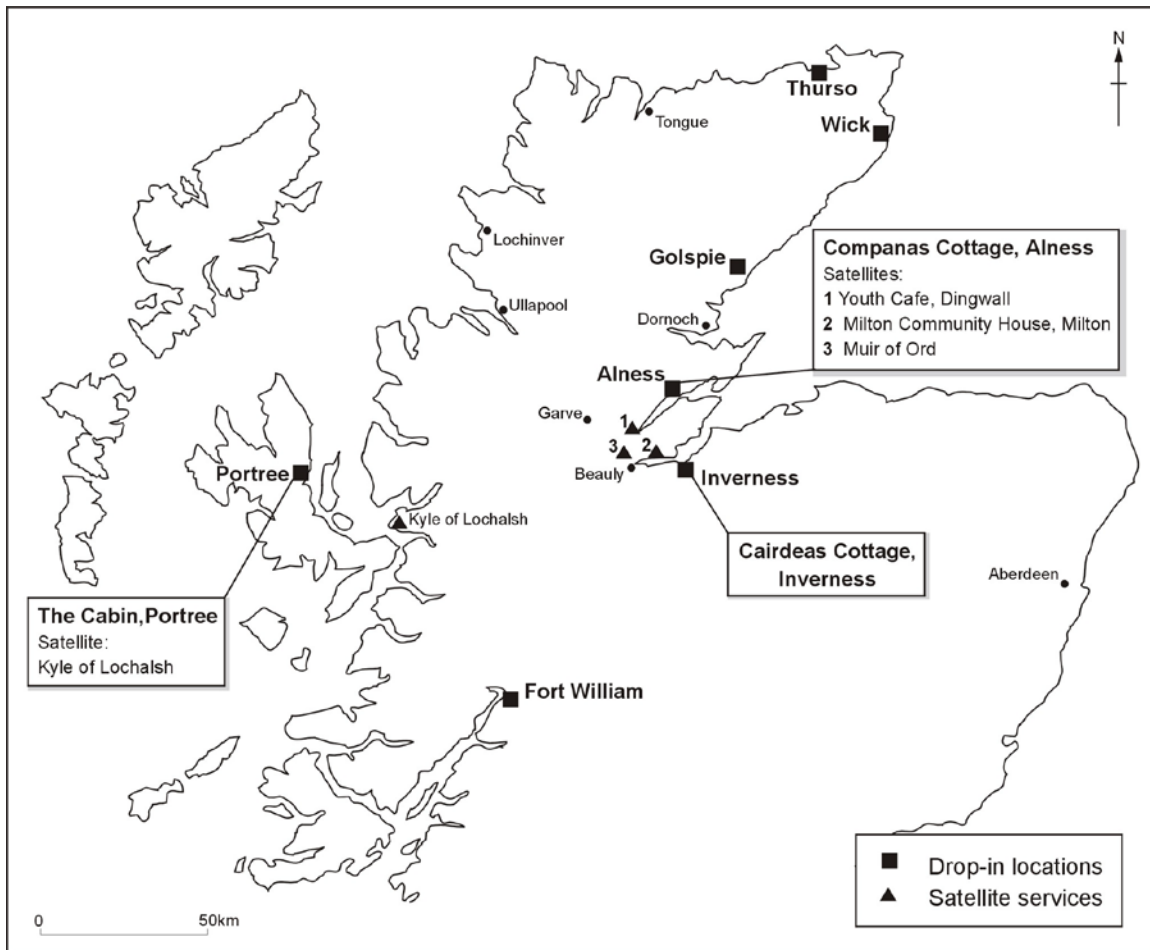 N
Thurso
Tongue
Wick
Lochinver
Golspie
Companas Cottage, Alness
Satellites:
1 Youth Cafe, Dingwall
2 Milton Community House, Milton
3 Muir of Ord
Ullapool
Dornoch
Alness
Garve
1
3
2
Beauly
Inverness
Portree
Kyle of Lochalsh
Cairdeas Cottage,
Inverness
Aberdeen
The Cabin,Portree
Satellite:
Kyle of Lochalsh
Fort William
Drop-in locations
Satellite services
0
50km